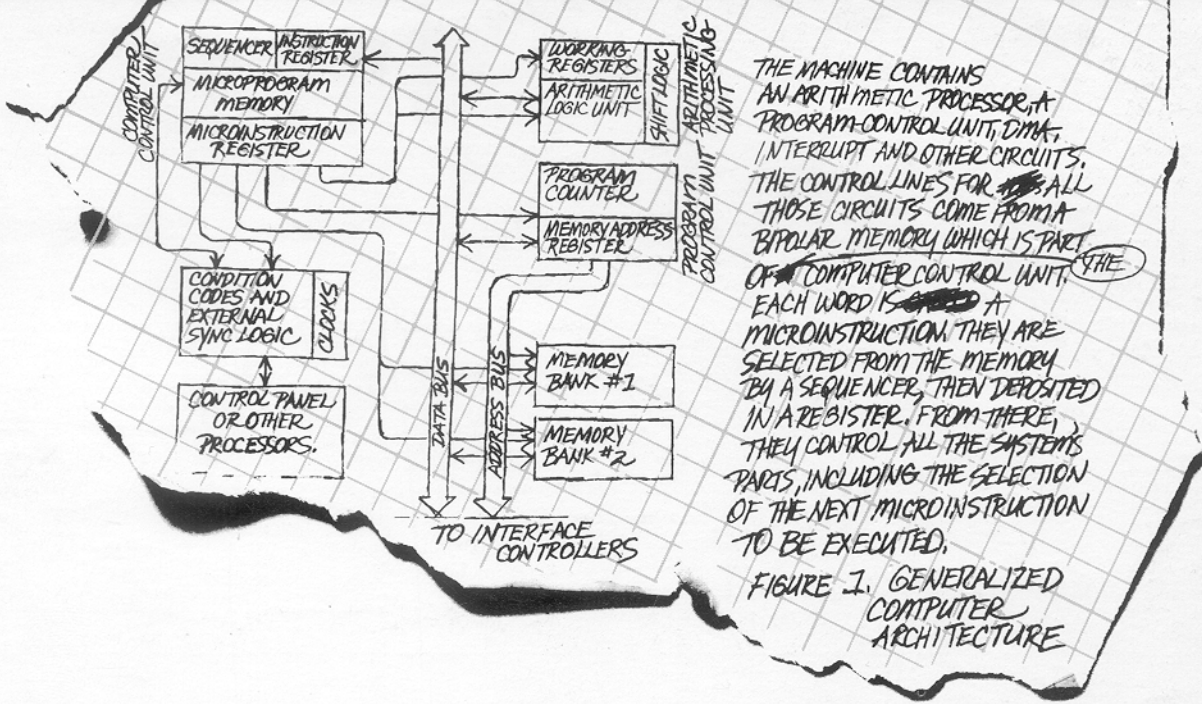 COMPUTER
CONTROL UNIT
SEQUENCER
INSTRUCTION
REGISTER
MICROPROGRAM
MEMORY
MICROINSTRUCTION
REGISTER
CONDITION
CODES AND
EXTERNAL
SYNC LOGIC
CLOCKS
CONTROL PANEL
OR OTHER
PROCESSORS.
DATA BUS
ADDRESS BUS
WORKING
REGISTERS
ARITHMETIC
LOGIC UNIT
SHIFT LOGIC
ARITHMETIC
PROCESSING
UNIT
PROGRAM
COUNTER
MEMORY ADDRESS
REGISTER
PROGRAM
CONTROL UNIT
MEMORY
BANK #1
MEMORY
BANK #2
TO INTERFACE
CONTROLLERS
THE MACHINE CONTAINS
AN ARITHMETIC PROCESSOR, A
PROGRAM-CONTROL UNIT, DMA,
INTERRUPT AND OTHER CIRCUITS.
THE CONTROL LINES FOR ALL
THOSE CIRCUITS COME FROM A
BIPOLAR MEMORY WHICH IS PART
OF THE COMPUTER CONTROL UNIT.
EACH WORD IS A
MICROINSTRUCTION. THEY ARE
SELECTED FROM THE MEMORY
BY A SEQUENCER, THEN DEPOSITED
IN A REGISTER. FROM THERE,
THEY CONTROL ALL THE SYSTEM'S
PARTS, INCLUDING THE SELECTION
OF THE NEXT MICROINSTRUCTION
TO BE EXECUTED.
FIGURE 1. GENERALIZED
COMPUTER
ARCHITECTURE